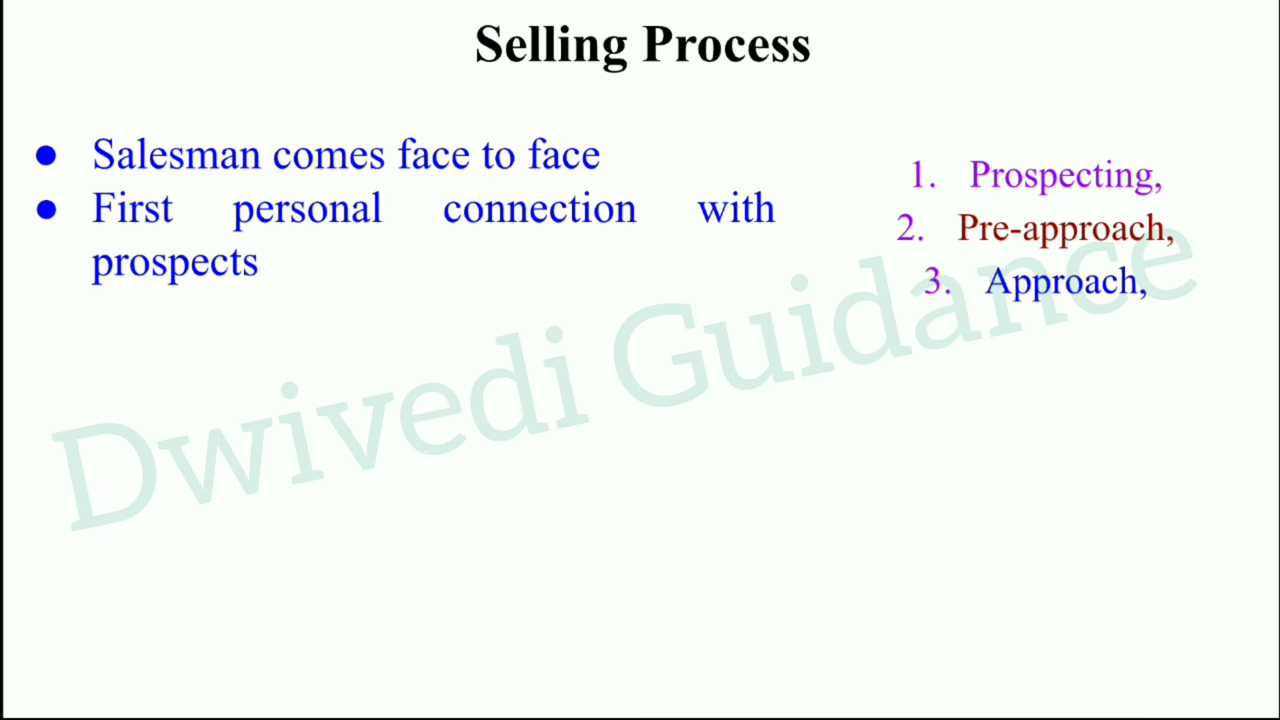 Selling Process
● Salesman comes face to face
● First personal connection with
prospects
1. Prospecting,
2. Pre-approach,
3. Approach,
Dwivedi Guidance